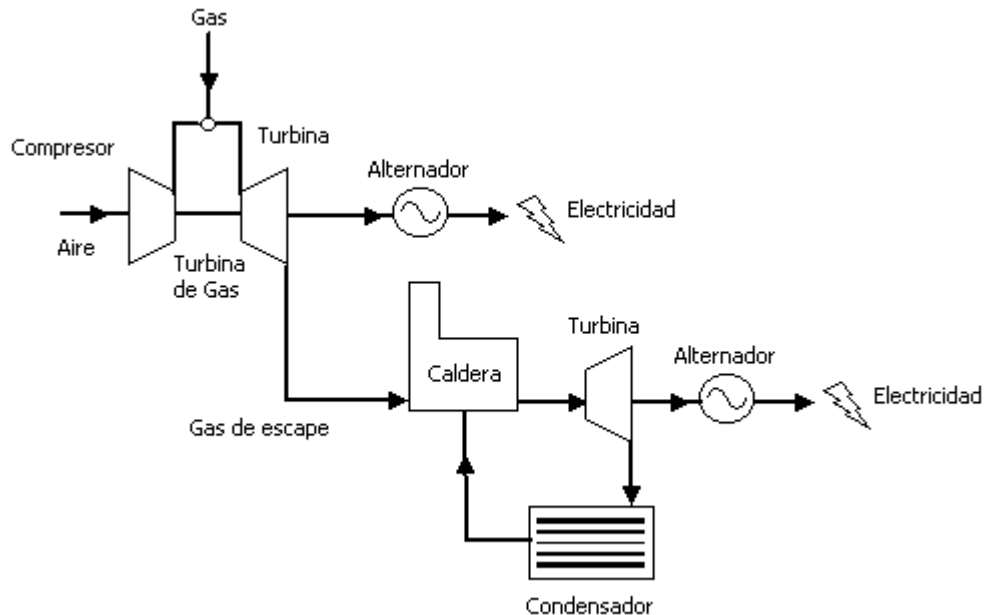 Gas
Compresor
Turbina
Alternador
Electricidad
Aire
Turbina
de Gas
Turbina
Alternador
Caldera
Electricidad
Gas de escape
Condensador